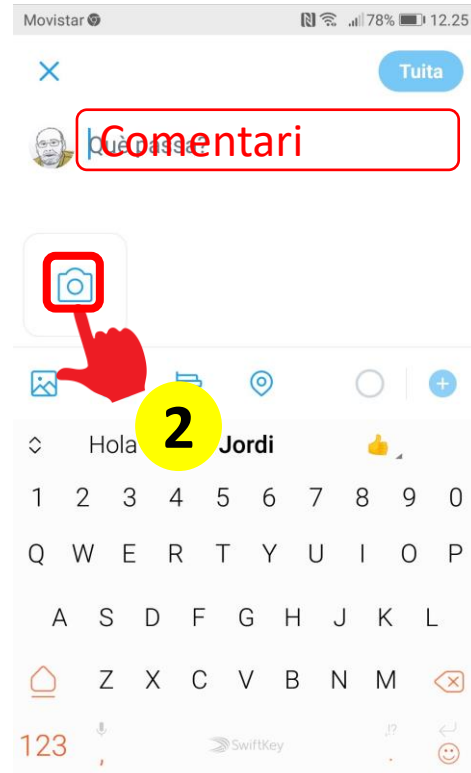 Movistar 78% 12.25
Tuita
Comentari
Què passa?
2
Hola Jordi
1 2 3 4 5 6 7 8 9 0
Q W E R T Y U I O P
A S D F G H J K L
Z X C V B N M
123 , SwiftKey !? .